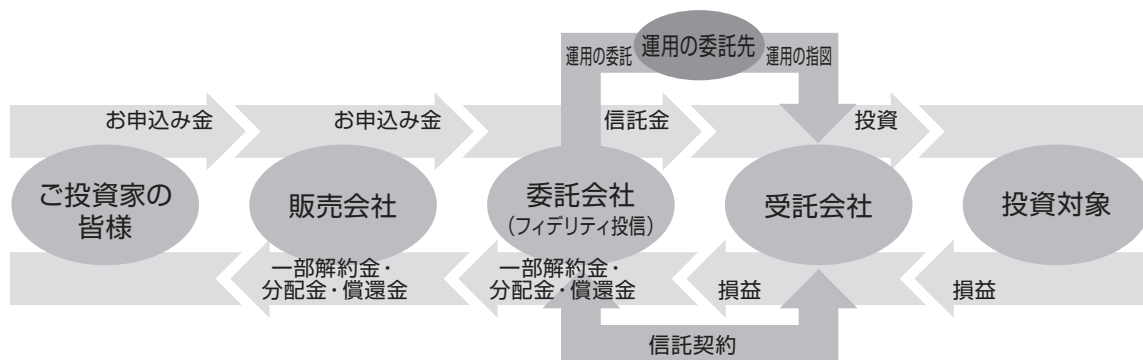 運用の委託
運用の委託先
運用の指図
お申込み金
お申込み金
信託金
投資
ご投資家の
皆様
販売会社
委託会社
(フィデリティ投信)
受託会社
投資対象
一部解約金・
分配金・償還金
一部解約金・
分配金・償還金
損益
損益
信託契約